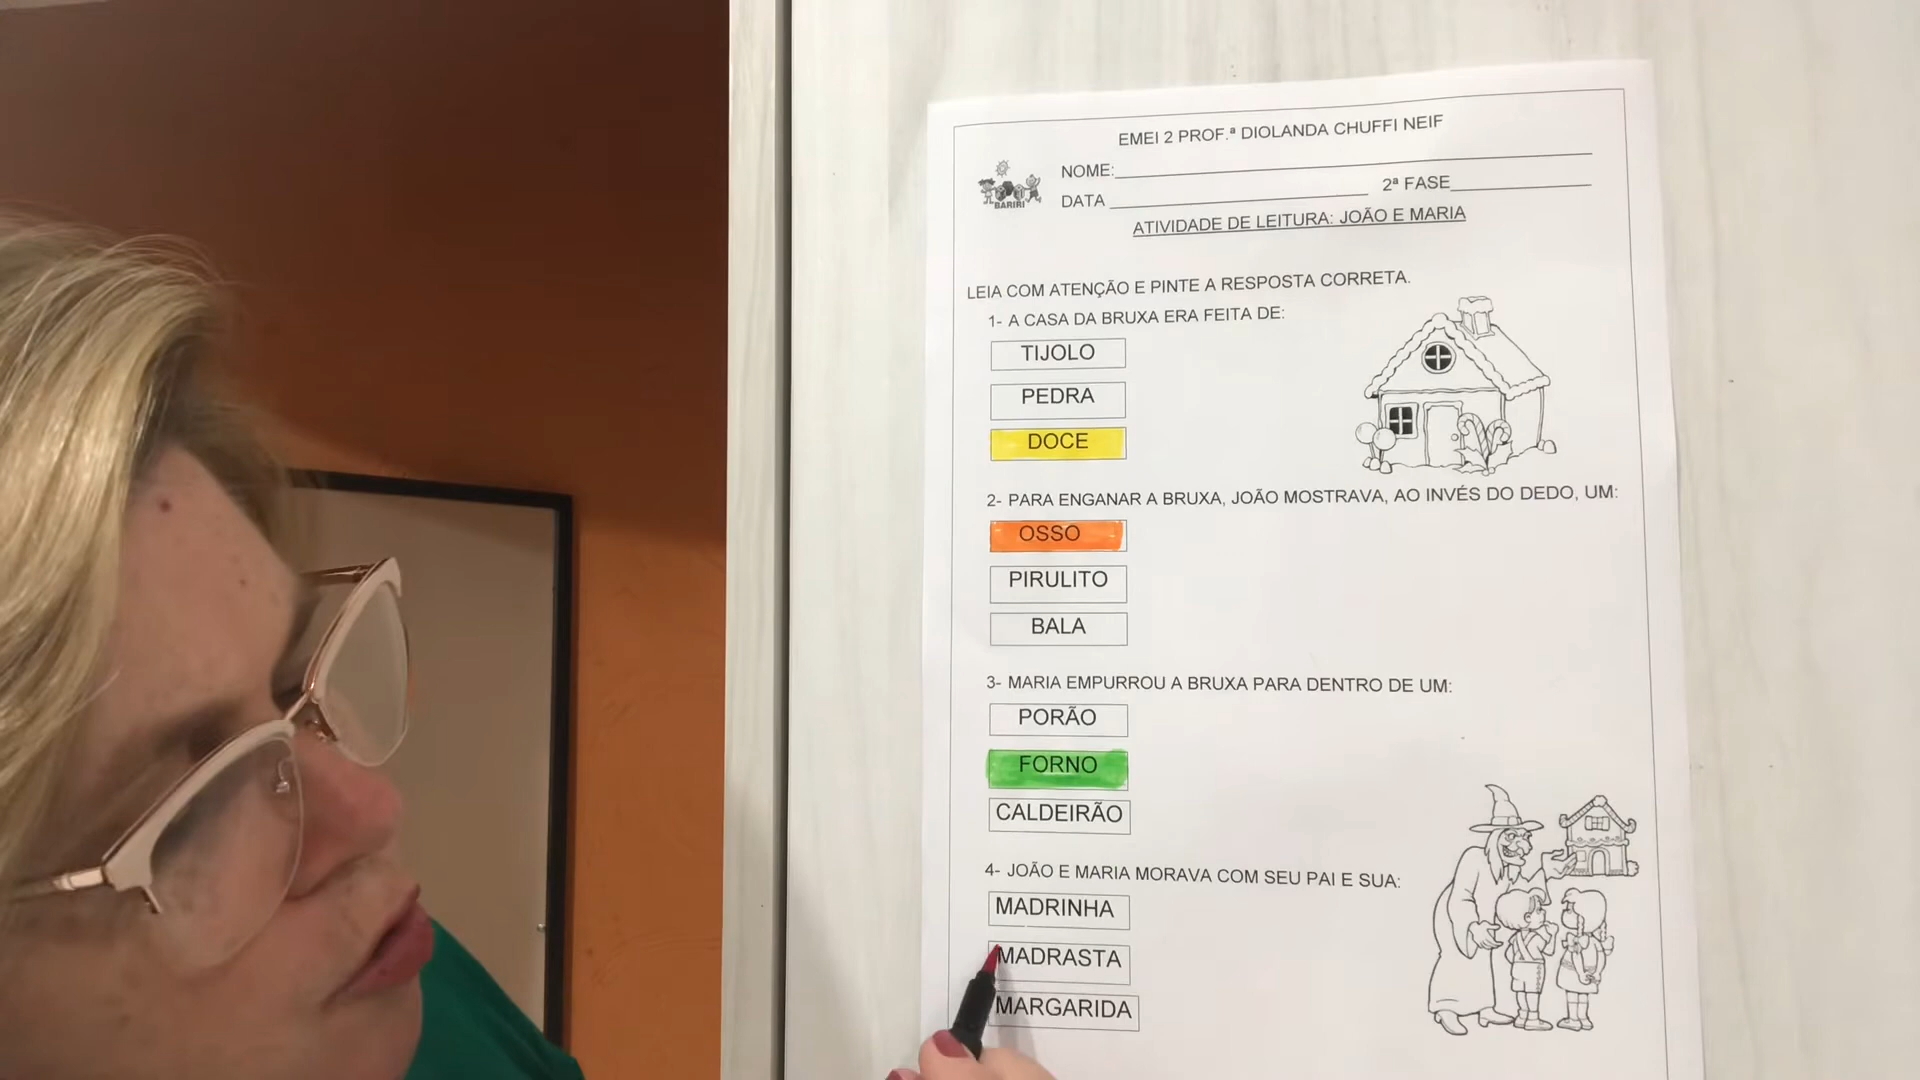 EMEI 2 PROF.ª DIOLANDA CHUFFI NEIF
NOME:
BARIRI
DATA 2ª FASE
ATIVIDADE DE LEITURA: JOÃO E MARIA
LEIA COM ATENÇÃO E PINTE A RESPOSTA CORRETA.
1- A CASA DA BRUXA ERA FEITA DE:
TIJOLO
PEDRA
DOCE
2- PARA ENGANAR A BRUXA, JOÃO MOSTRAVA, AO INVÉS DO DEDO, UM:
OSSO
PIRULITO
BALA
3- MARIA EMPURROU A BRUXA PARA DENTRO DE UM:
PORÃO
FORNO
CALDEIRÃO
4- JOÃO E MARIA MORAVA COM SEU PAI E SUA:
MADRINHA
MADRASTA
MARGARIDA